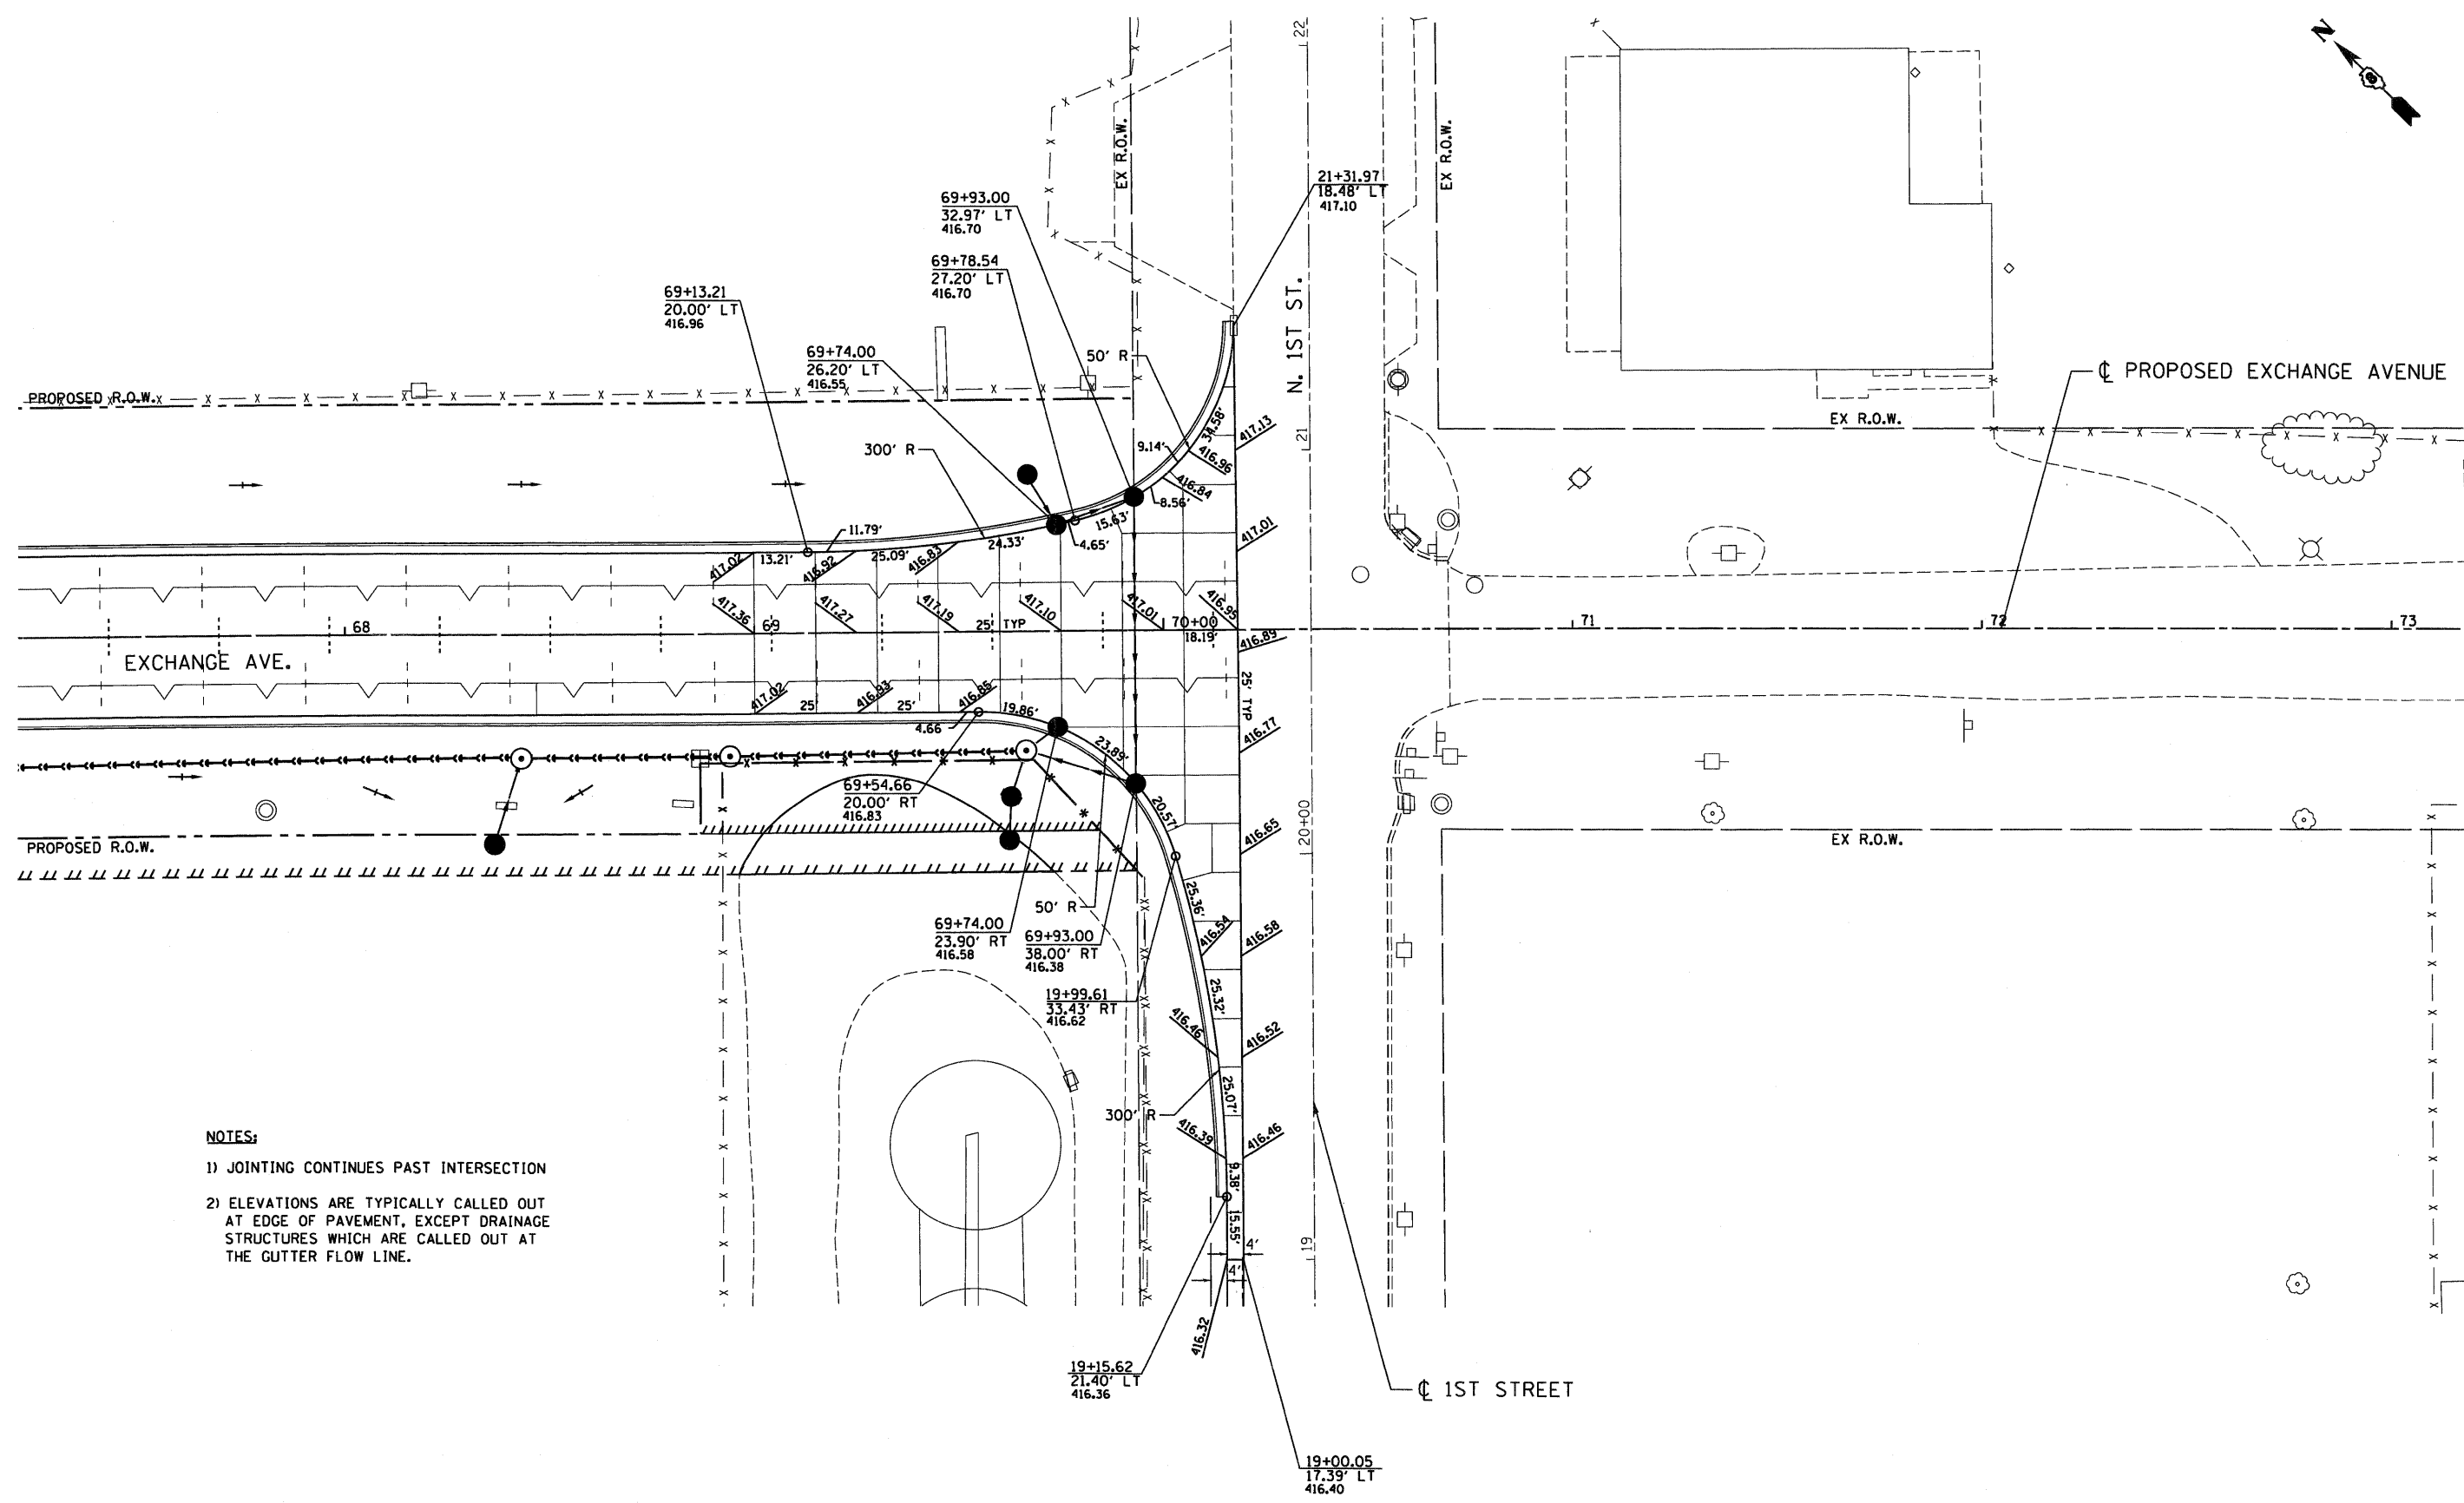 22
N
8
EX R.O.W.
EX R.O.W.
21+31.97
18.48' LT
417.10
69+93.00
32.97' LT
416.70
69+78.54
27.20' LT
416.70
69+13.21
20.00' LT
416.96
69+74.00
26.20' LT
416.55
50' R
N. 1ST ST.
℄ PROPOSED EXCHANGE AVENUE
PROPOSED R.O.W.
EX R.O.W.
300' R
34.58'
417.13
21
9.14'
416.96
416.84
8.56'
15.63'
4.65'
417.01
11.79'
24.33'
417.02
13.21'
416.92
25.09'
416.83
417.36
417.27
417.19
417.10
417.01
416.95
68
69
25' TYP
70+00
18.19'
416.89
71
72
73
EXCHANGE AVE.
417.02
25'
416.93
25'
416.85
19.86'
4.66
25' TYP
416.77
23.89'
69+54.66
20.00' RT
416.83
20.57'
20+00
416.65
PROPOSED R.O.W.
EX R.O.W.
50' R
25.36'
69+74.00
23.90' RT
416.58
69+93.00
38.00' RT
416.38
416.54
416.58
19+99.61
33.43' RT
416.62
25.32'
416.46
416.52
300' R
25.07'
416.39
416.46
NOTES:
1) JOINTING CONTINUES PAST INTERSECTION
2) ELEVATIONS ARE TYPICALLY CALLED OUT
AT EDGE OF PAVEMENT, EXCEPT DRAINAGE
STRUCTURES WHICH ARE CALLED OUT AT
THE GUTTER FLOW LINE.
9.38'
15.55'
4'
19
4'
416.32
19+15.62
21.40' LT
416.36
℄ 1ST STREET
19+00.05
17.39' LT
416.40